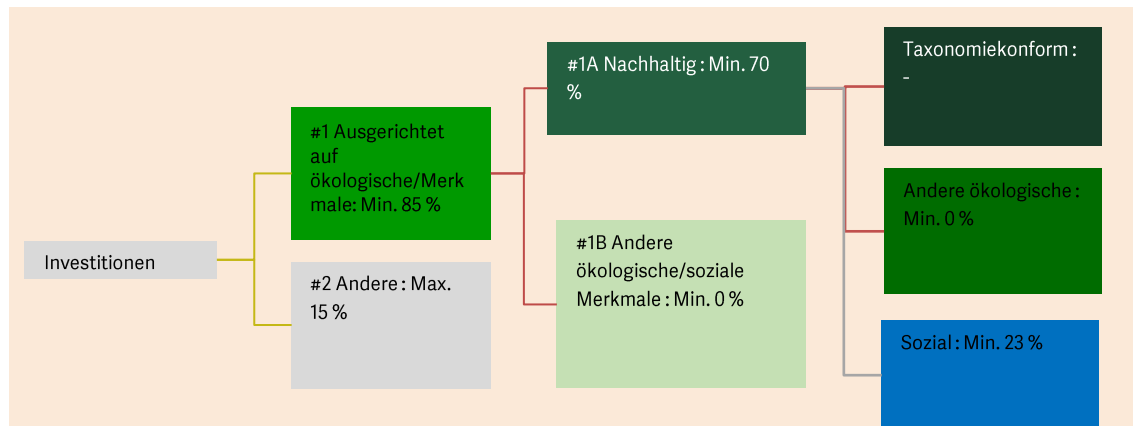 Investitionen
#1 Ausgerichtet
auf
ökologische/Merk
male: Min. 85 %
#2 Andere : Max.
15 %
#1A Nachhaltig : Min. 70
%
#1B Andere
ökologische/soziale
Merkmale : Min. 0 %
Taxonomiekonform :
-
Andere ökologische :
Min. 0 %
Sozial : Min. 23 %